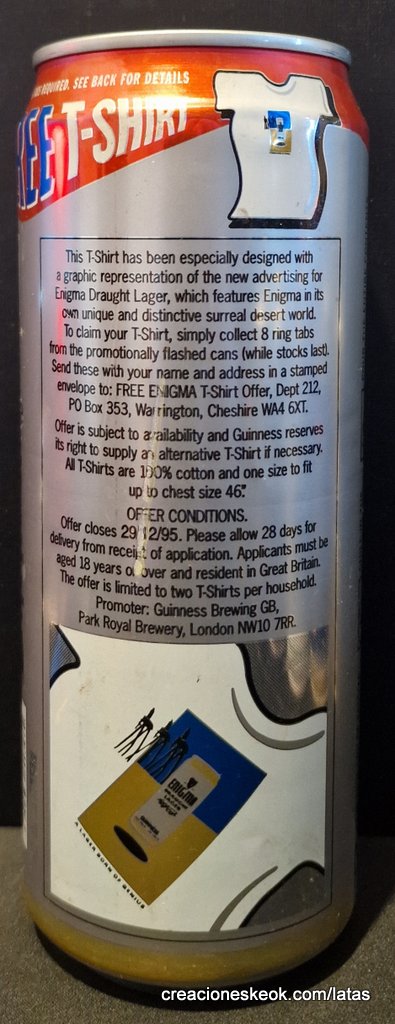 REQUIRED. SEE BACK FOR DETAILS
T-SHIRT
This T-Shirt has been especially designed with
a graphic representation of the new advertising for
Enigma Draught Lager, which features Enigma in its
own unique and distinctive surreal desert world.
To claim your T-Shirt, simply collect 8 ring tabs
from the promotionally flashed cans (while stocks last).
Send these with your name and address in a stamped
envelope to: FREE ENIGMA T-Shirt Offer, Dept 212,
PO Box 353, Warrington, Cheshire WA4 6XT.
Offer is subject to availability and Guinness reserves
its right to supply an alternative T-Shirt if necessary.
All T-Shirts are 100% cotton and one size to fit
up to chest size 46."
OFFER CONDITIONS.
Offer closes 29/12/95. Please allow 28 days for
delivery from receipt of application. Applicants must be
aged 18 years or over and resident in Great Britain.
The offer is limited to two T-Shirts per household.
Promoter: Guinness Brewing GB,
Park Royal Brewery, London NW10 7RR.
ENIGMA
DRAUGHT
LAGER
GUINNESS
A LAGER BORN OF GENIUS
creacioneskeok.com/latas